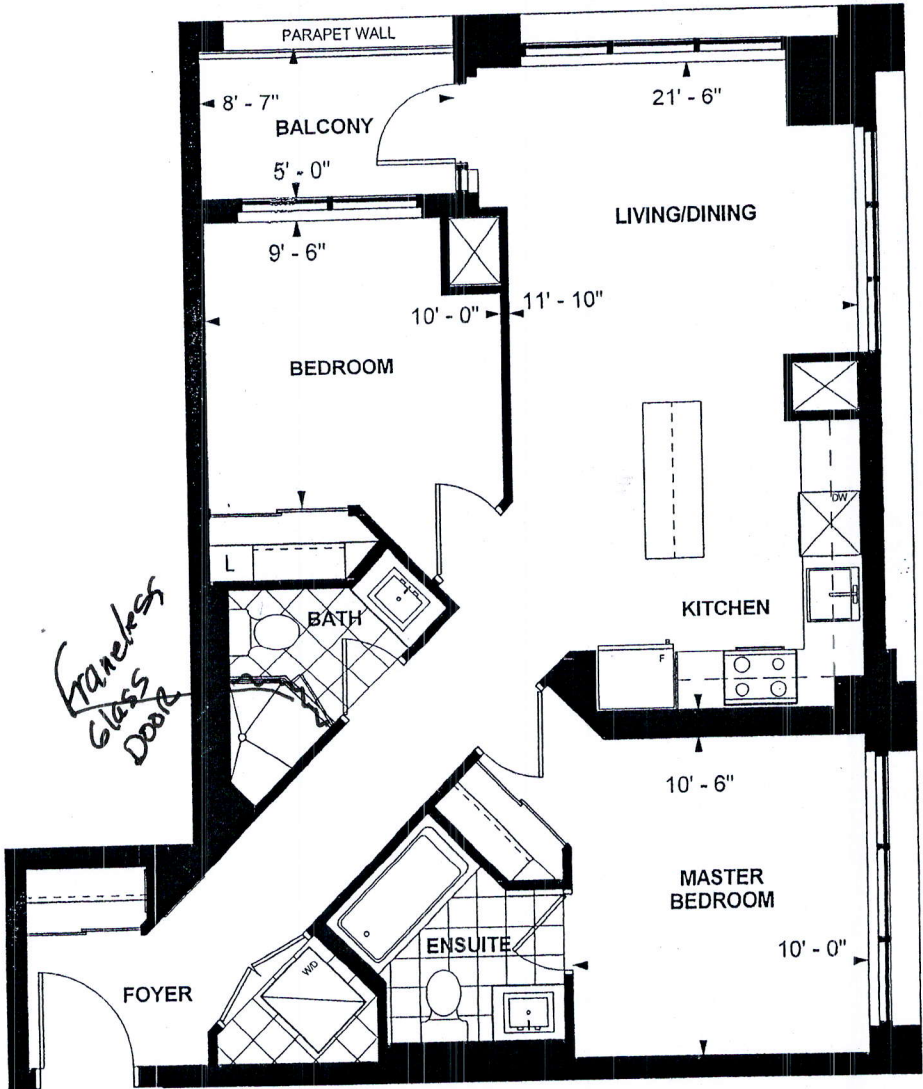 PARAPET WALL
8' - 7"
21' - 6"
BALCONY
5' - 0"
LIVING/DINING
9' - 6"
10' - 0"
11' - 10"
BEDROOM
DW
L
BATH
KITCHEN
F
Frameless
Glass
DOOR
10' - 6"
MASTER
BEDROOM
ENSUITE
10' - 0"
W/D
FOYER